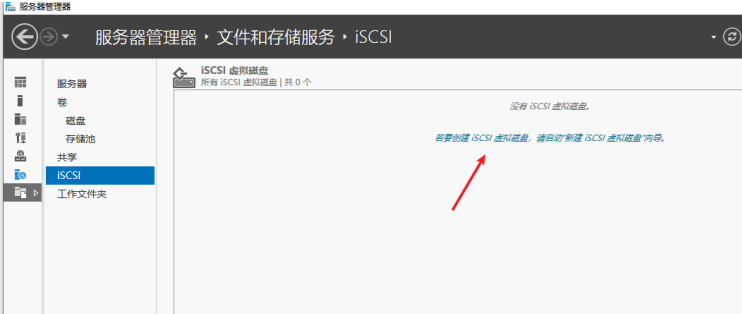 服务器管理器
服务器管理器 · 文件和存储服务 · iSCSI
服务器
卷
磁盘
存储池
共享
iSCSI
工作文件夹
iSCSI 虚拟磁盘
所有 iSCSI 虚拟磁盘 | 共 0 个
没有 iSCSI 虚拟磁盘。
若要创建 iSCSI 虚拟磁盘，请启动"新建 iSCSI 虚拟磁盘"向导。